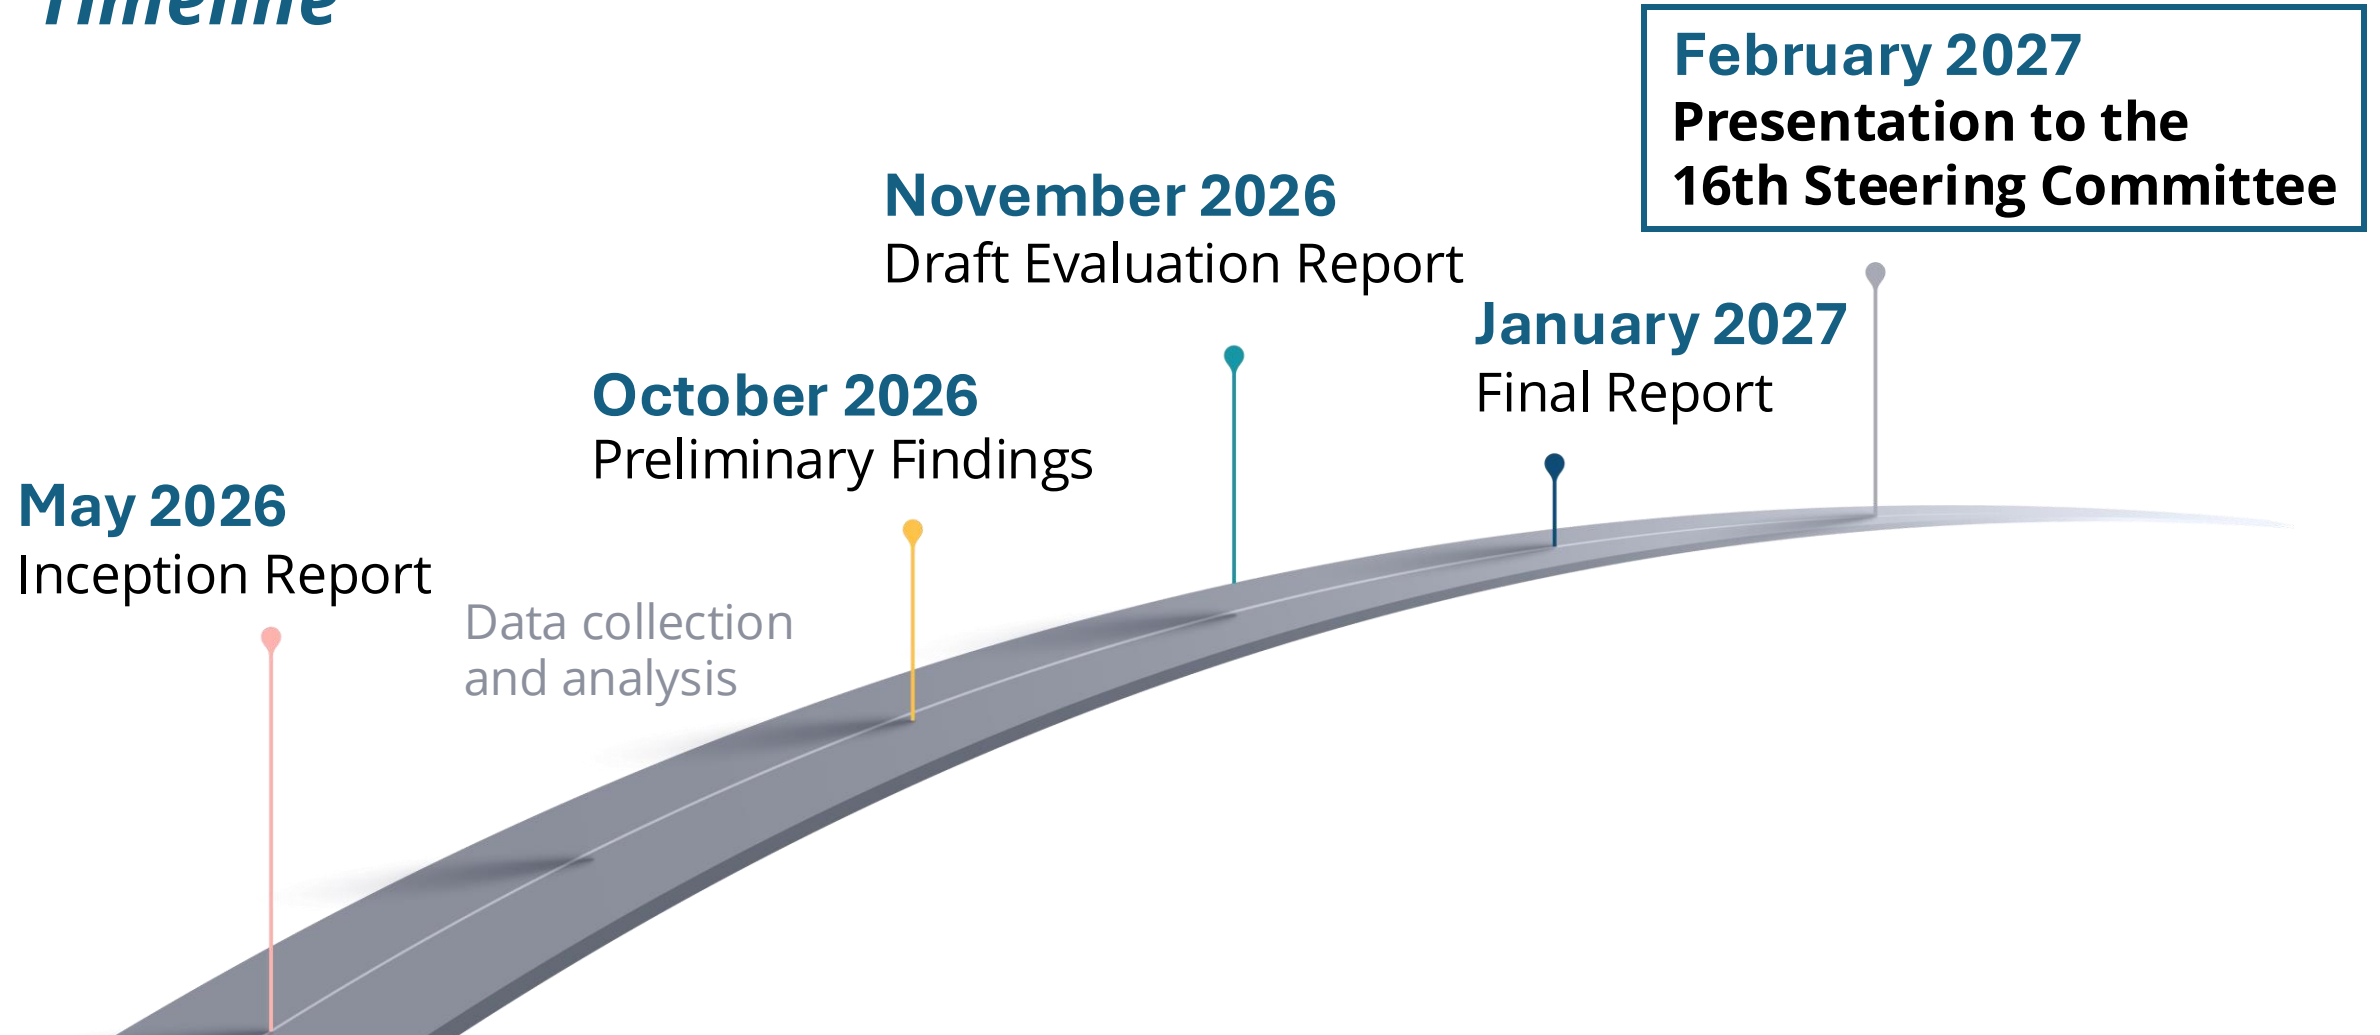 Timeline
February 2027
Presentation to the
16th Steering Committee
November 2026
Draft Evaluation Report
January 2027
Final Report
October 2026
Preliminary Findings
May 2026
Inception Report
Data collection
and analysis